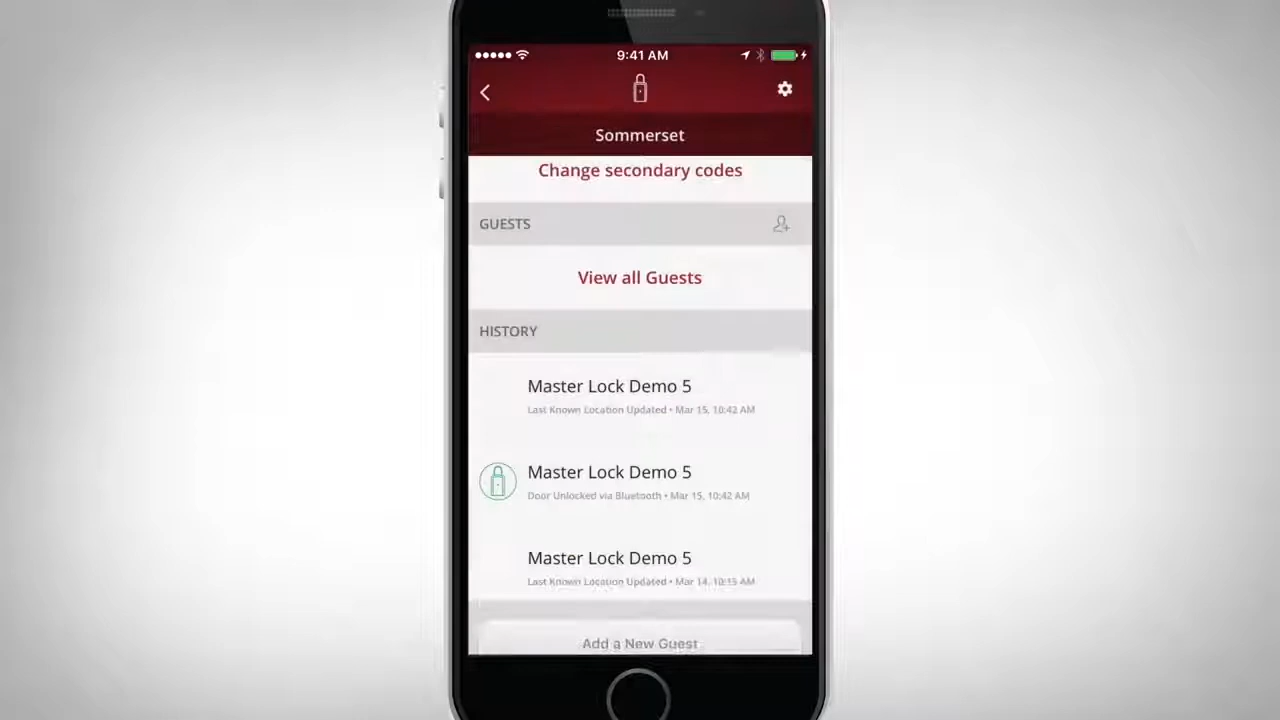 9:41 AM
Sommerset
Change secondary codes
GUESTS
View all Guests
HISTORY
Master Lock Demo 5
Last Known Location Updated • Mar 15, 10:42 AM
Master Lock Demo 5
Door Unlocked via Bluetooth • Mar 15, 10:42 AM
Master Lock Demo 5
Last Known Location Updated • Mar 14, 10:15 AM
Add a New Guest